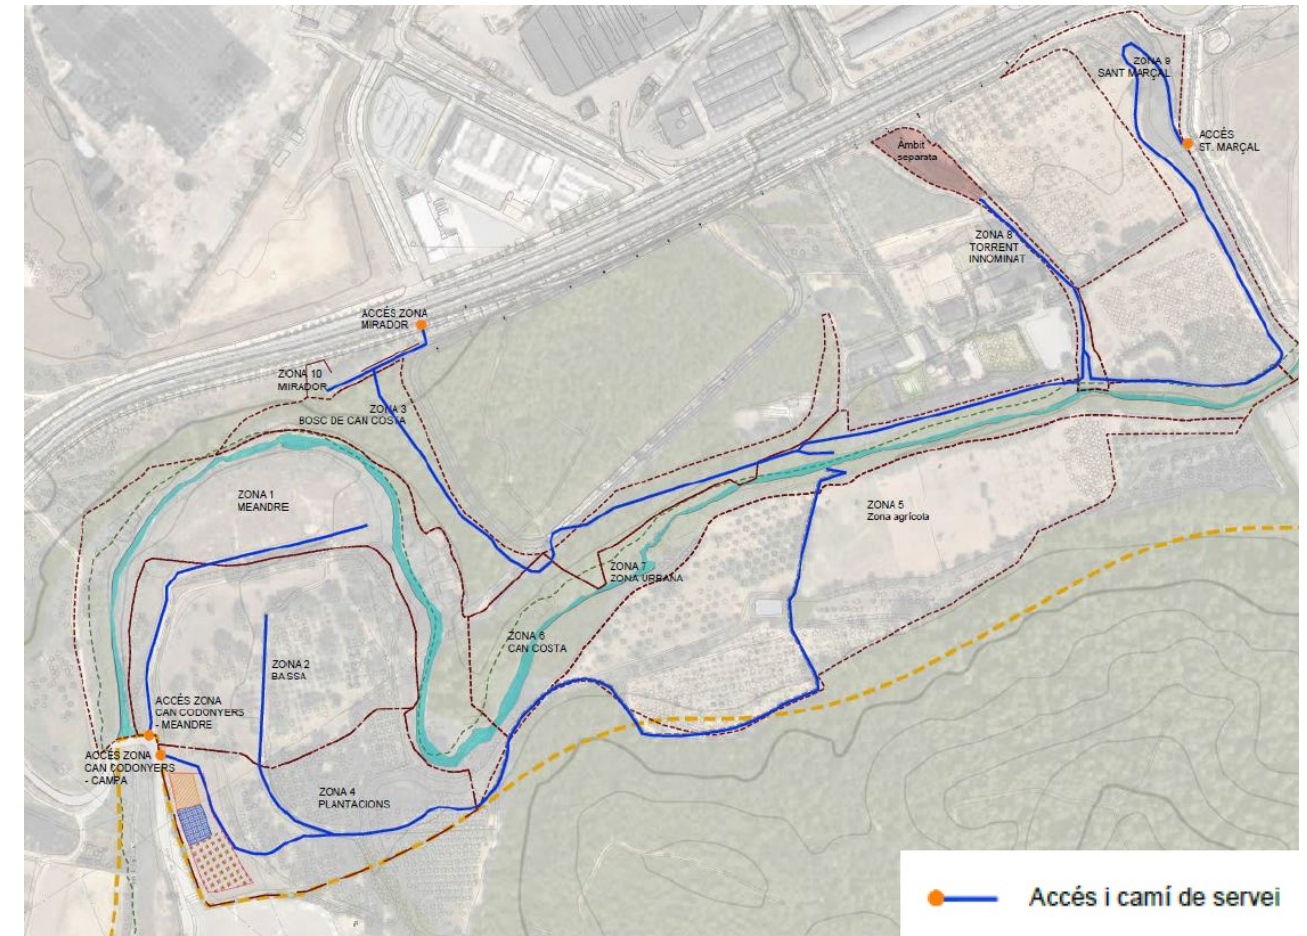 ZONA 9
SANT MARÇAL
ACCÉS
ST. MARÇAL
Àmbit
separata
ZONA 8
TORRENT
INNOMINAT
ACCÉS ZONA
MIRADOR
ZONA 10
MIRADOR
ZONA 3
BOSC DE CAN COSTA
ZONA 1
MEANDRE
ZONA 5
Zona agrícola
ZONA 7
ZONA URBANA
ZONA 6
CAN COSTA
ZONA 2
BASSA
ACCÉS ZONA
CAN CODONYERS
- MEANDRE
ACCÉS ZONA
CAN CODONYERS
- CAMPA
ZONA 4
PLANTACIONS
Accés i camí de servei